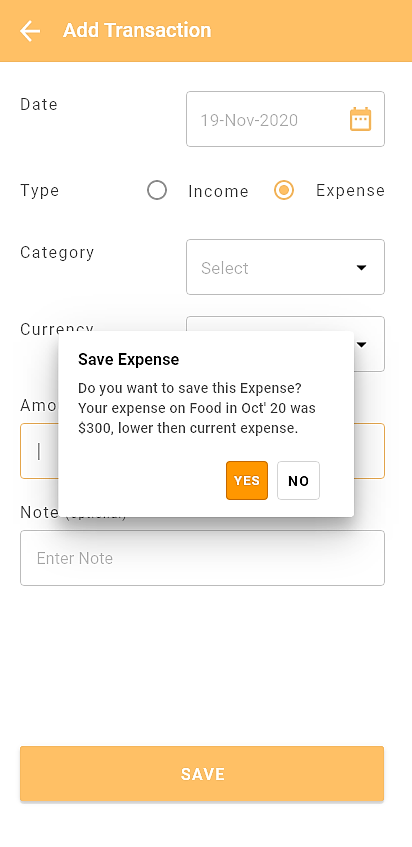 Add Transaction
Date
19-Nov-2020
Type
Income
Expense
Category
Select
Currency
Save Expense
Do you want to save this Expense?
Your expense on Food in Oct' 20 was
$300, lower then current expense.
Amo
YES
NO
Note (optional)
Enter Note
SAVE